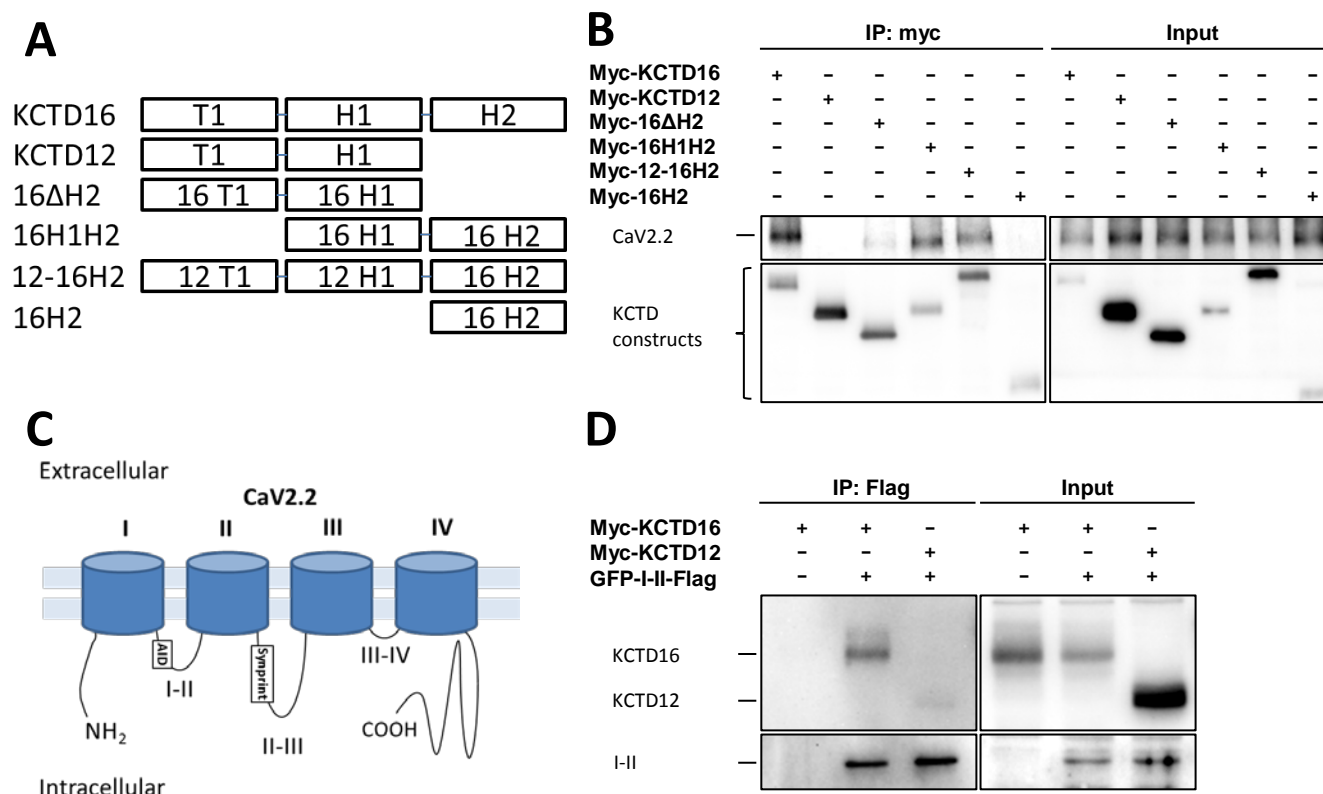 A
KCTD16 T1 H1 H2
KCTD12 T1 H1
16ΔH2 16 T1 16 H1
16H1H2 16 H1 16 H2
12-16H2 12 T1 12 H1 16 H2
16H2 16 H2
B
IP: myc Input
Myc-KCTD16 + – – – – – + – – – – –
Myc-KCTD12 – + – – – – – + – – – –
Myc-16ΔH2 – – + – – – – – + – – –
Myc-16H1H2 – – – + – – – – – + – –
Myc-12-16H2 – – – – + – – – – – + –
Myc-16H2 – – – – – + – – – – – +
CaV2.2
KCTD
constructs
C
Extracellular
CaV2.2
I II III IV
AID
Synprint
I-II
III-IV
NH2
II-III
COOH
Intracellular
D
IP: Flag Input
Myc-KCTD16 + + – + + –
Myc-KCTD12 – – + – – +
GFP-I-II-Flag – + + – + +
KCTD16
KCTD12
I-II